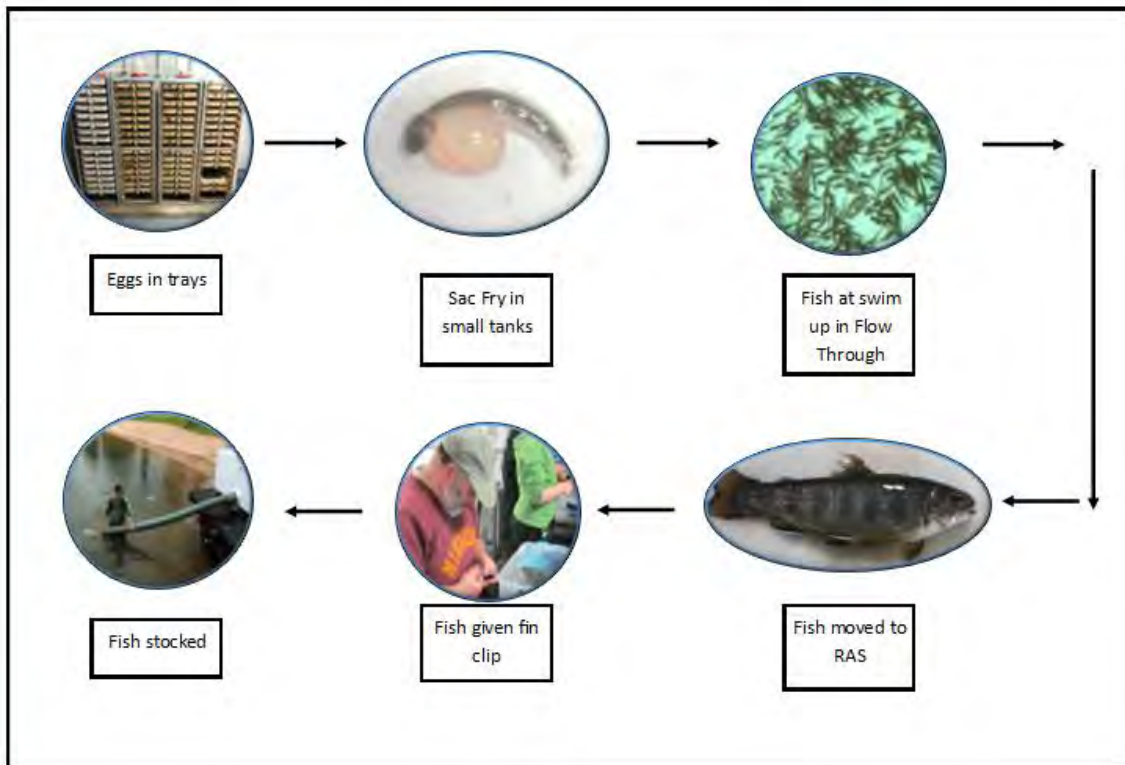 Eggs in trays
Sac Fry in
small tanks
Fish at swim
up in Flow
Through
Fish stocked
Fish given fin
clip
Fish moved to
RAS